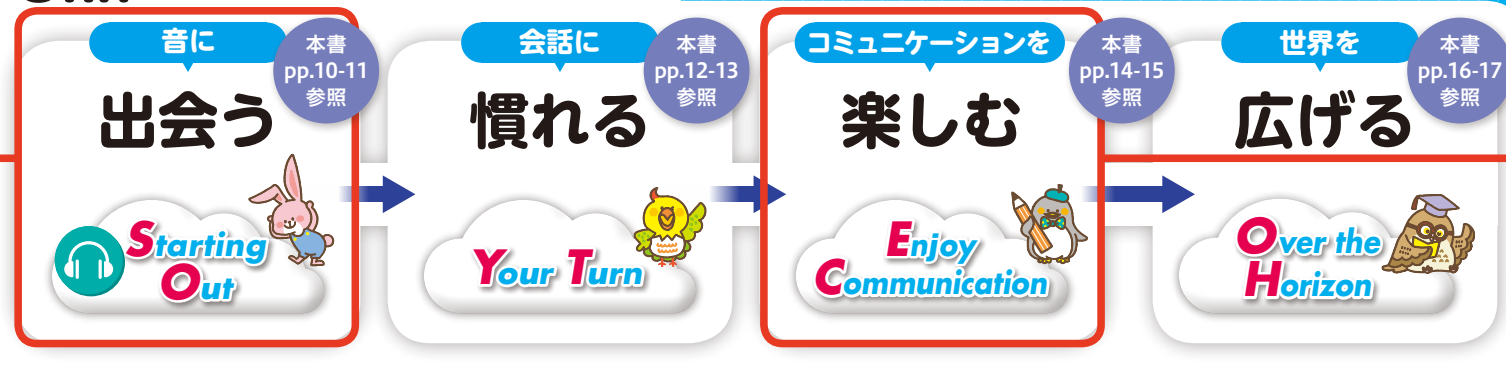 音に
出会う
本書
pp.10-11
参照
Starting
Out
会話に
慣れる
本書
pp.12-13
参照
Your Turn
コミュニケーションを
楽しむ
本書
pp.14-15
参照
Enjoy
Communication
世界を
広げる
本書
pp.16-17
参照
Over the
Horizon